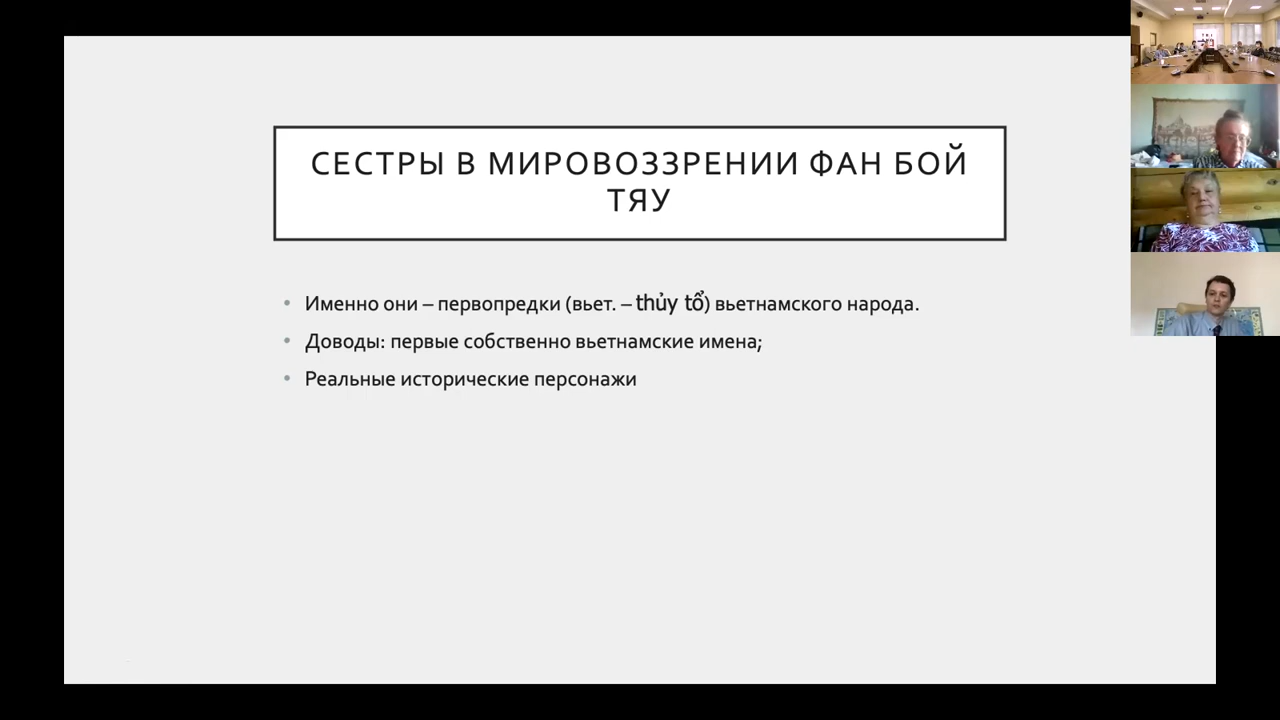 СЕСТРЫ В МИРОВОЗЗРЕНИИ ФАН БОЙ
ТЯУ
• Именно они – первопредки (вьет. – thủy tổ) вьетнамского народа.
• Доводы: первые собственно вьетнамские имена;
• Реальные исторические персонажи